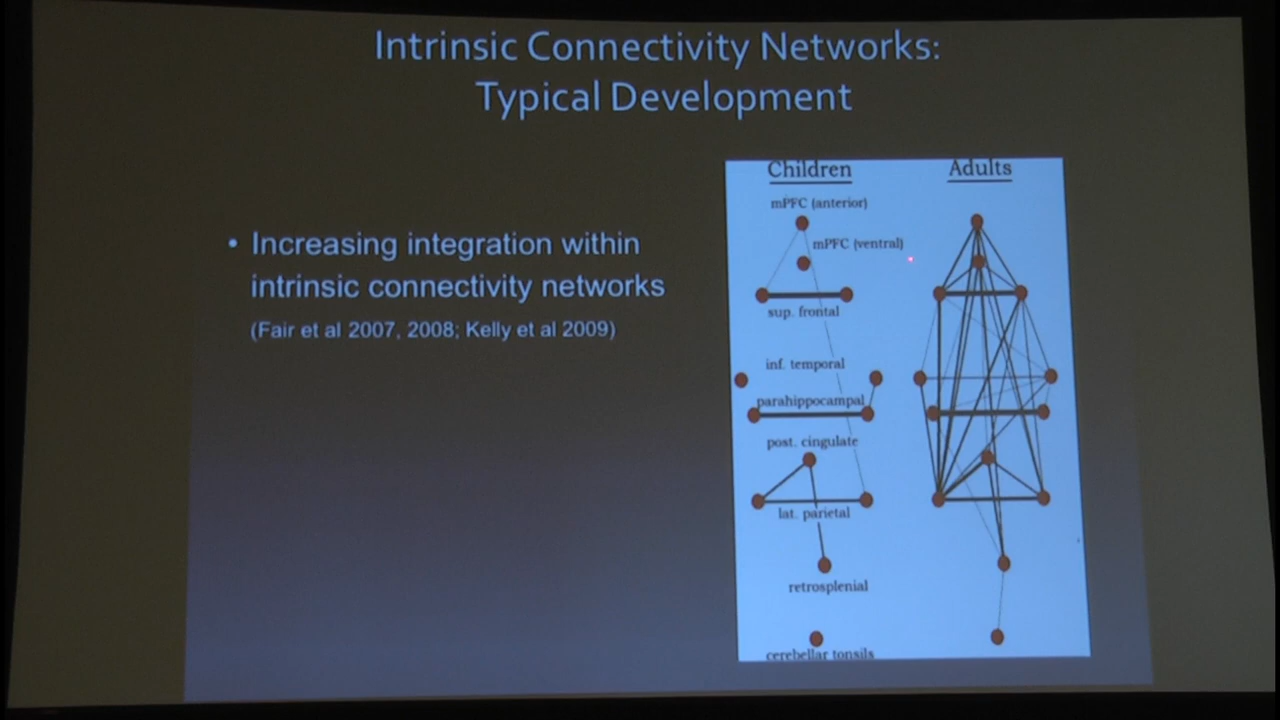 Intrinsic Connectivity Networks:
Typical Development
• Increasing integration within
intrinsic connectivity networks
(Fair et al 2007, 2008; Kelly et al 2009)
Children
Adults
mPFC (anterior)
mPFC (ventral)
sup. frontal
inf. temporal
parahippocampal
post. cingulate
lat. parietal
retrosplenial
cerebellar tonsils